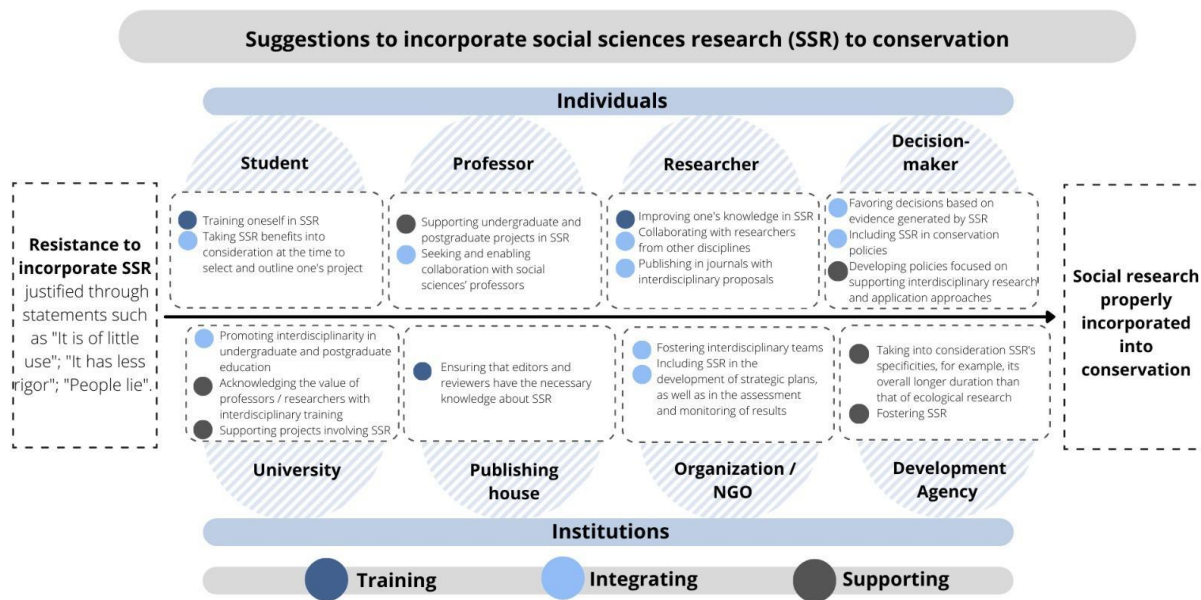 Suggestions to incorporate social sciences research (SSR) to conservation
Individuals
Student
Professor
Researcher
Decision-
maker
Resistance to
incorporate SSR
justified through
statements such
as "It is of little
use"; "It has less
rigor"; "People lie".
Training oneself in SSR
Taking SSR benefits into
consideration at the time to
select and outline one's project
Supporting undergraduate and
postgraduate projects in SSR
Seeking and enabling
collaboration with social
sciences' professors
Improving one's knowledge in SSR
Collaborating with researchers
from other disciplines
Publishing in journals with
interdisciplinary proposals
Favoring decisions based on
evidence generated by SSR
Including SSR in conservation
policies
Developing policies focused on
supporting interdisciplinary research
and application approaches
Social research
properly
incorporated
into
conservation
Promoting interdisciplinarity in
undergraduate and postgraduate
education
Acknowledging the value of
professors / researchers with
interdisciplinary training
Supporting projects involving SSR
Ensuring that editors and
reviewers have the necessary
knowledge about SSR
Fostering interdisciplinary teams
Including SSR in the
development of strategic plans,
as well as in the assessment
and monitoring of results
Taking into consideration SSR's
specificities, for example, its
overall longer duration than
that of ecological research
Fostering SSR
University
Publishing
house
Organization /
NGO
Development
Agency
Institutions
Training
Integrating
Supporting